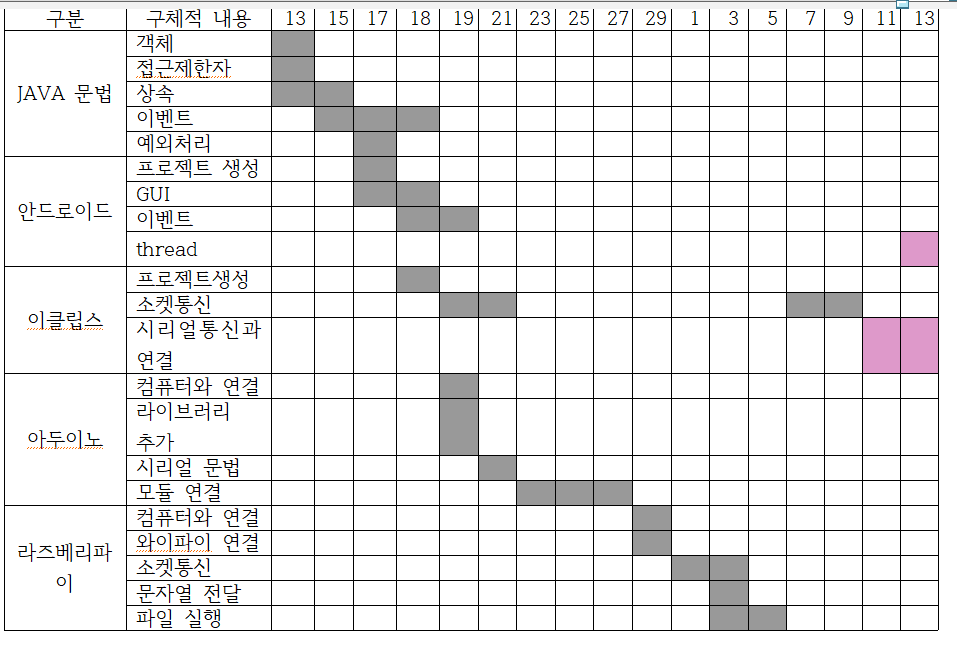 구분 구체적 내용 13 15 17 18 19 21 23 25 27 29 1 3 5 7 9 11 13
JAVA 문법
객체
접근제한자
상속
이벤트
예외처리
안드로이드
프로젝트 생성
GUI
이벤트
thread
이클립스
프로젝트생성
소켓통신
시리얼통신과
연결
아두이노
컴퓨터와 연결
라이브러리
추가
시리얼 문법
모듈 연결
라즈베리파
이
컴퓨터와 연결
와이파이 연결
소켓통신
문자열 전달
파일 실행